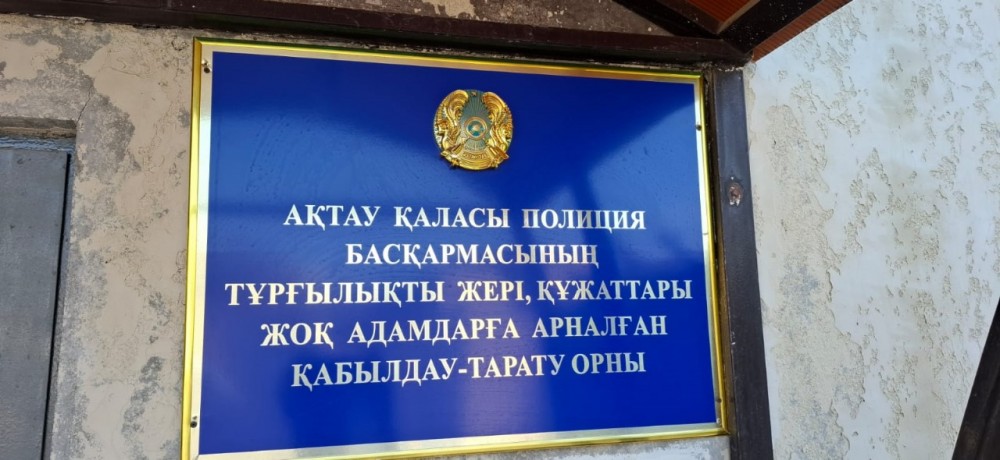 АҚТАУ ҚАЛАСЫ ПОЛИЦИЯ
БАСҚАРМАСЫНЫҢ
ТҰРҒЫЛЫҚТЫ ЖЕРІ, ҚҰЖАТТАРЫ
ЖОҚ АДАМДАРҒА АРНАЛҒАН
ҚАБЫЛДАУ-ТАРАТУ ОРНЫ